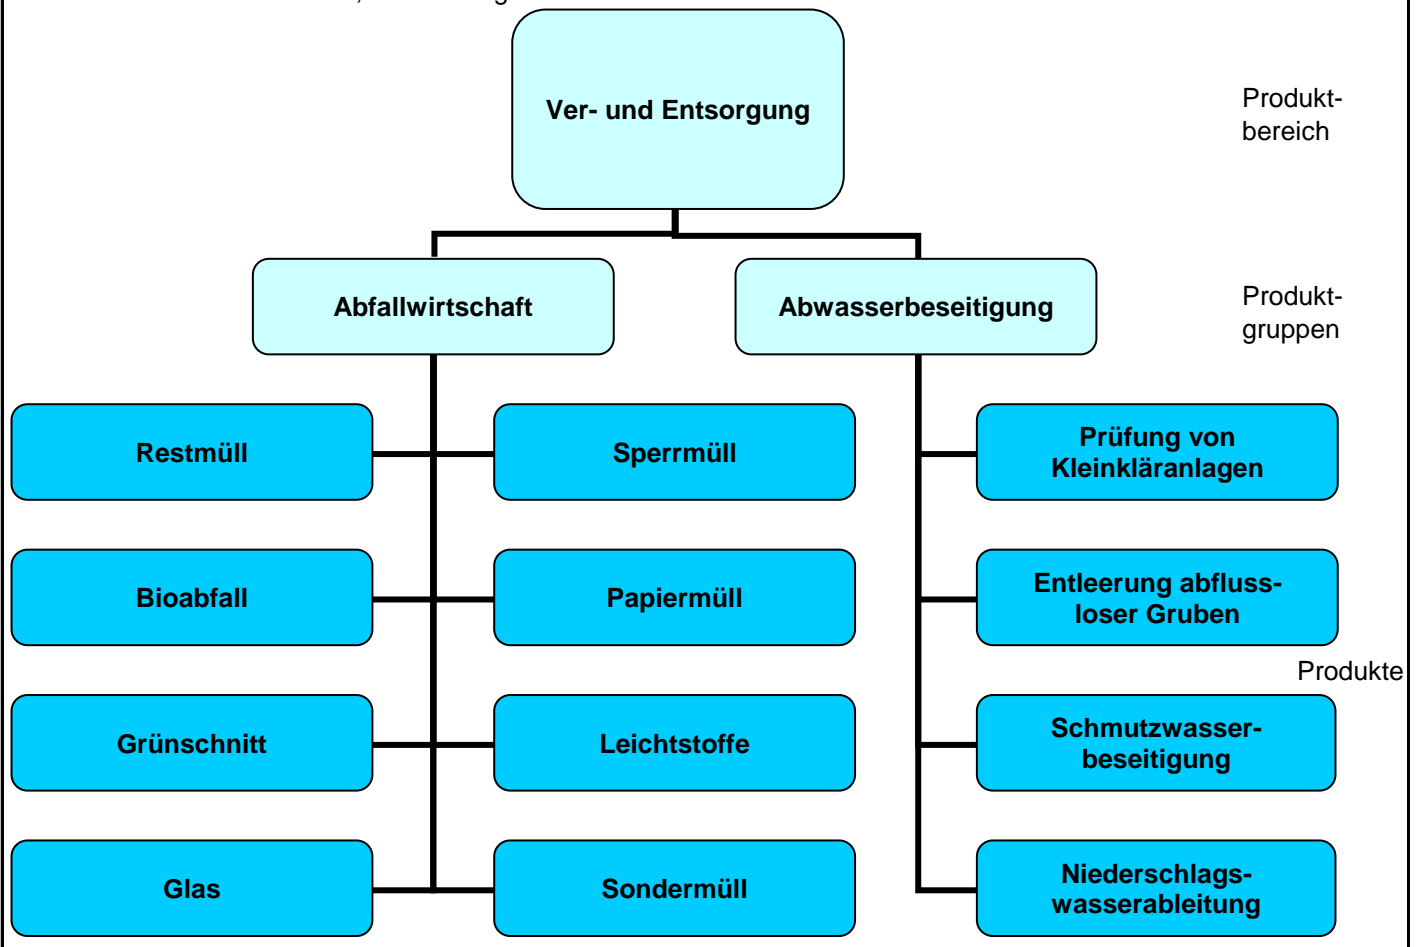 Ver- und Entsorgung
Produkt-
bereich
Abfallwirtschaft
Abwasserbeseitigung
Produkt-
gruppen
Restmüll
Sperrmüll
Prüfung von
Kleinkläranlagen
Bioabfall
Papiermüll
Entleerung abfluss-
loser Gruben
Produkte
Grünschnitt
Leichtstoffe
Schmutzwasser-
beseitigung
Glas
Sondermüll
Niederschlags-
wasserableitung